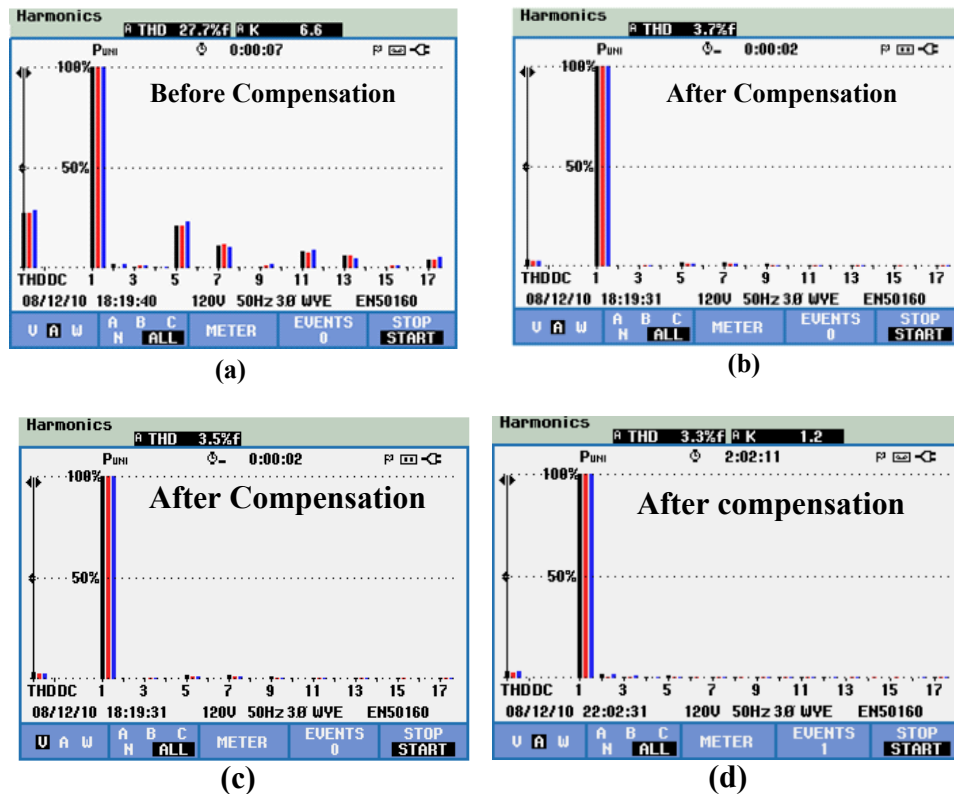 Harmonics
A THD 27.7%f A K 6.6
PUNI 0:00:07
100%
Before Compensation
50%
THDDC 1 3 5 7 9 11 13 15 17
08/12/10 18:19:40 120V 50Hz 3Ø WYE EN50160
V A W A B C N ALL METER EVENTS 0 STOP START
(a)
Harmonics
A THD 3.7%f
PUNI 0:00:02
100%
After Compensation
50%
THDDC 1 3 5 7 9 11 13 15 17
08/12/10 18:19:31 120V 50Hz 3Ø WYE EN50160
V A W A B C N ALL METER EVENTS 0 STOP START
(b)
Harmonics
A THD 3.5%f
PUNI 0:00:02
100%
After Compensation
50%
THDDC 1 3 5 7 9 11 13 15 17
08/12/10 18:19:31 120V 50Hz 3Ø WYE EN50160
U A W A B C N ALL METER EVENTS 0 STOP START
(c)
Harmonics
A THD 3.3%f A K 1.2
PUNI 2:02:11
100%
After compensation
50%
THDDC 1 3 5 7 9 11 13 15 17
08/12/10 22:02:31 120V 50Hz 3Ø WYE EN50160
V A W A B C N ALL METER EVENTS 1 STOP START
(d)